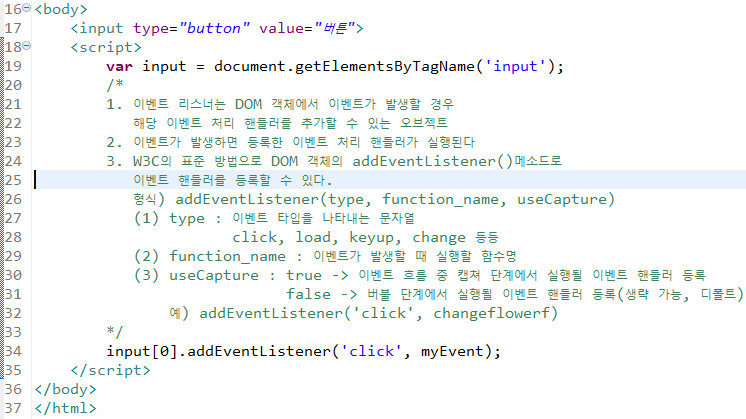 16 <body>
17 <input type="button" value="버튼">
18 <script>
19 var input = document.getElementsByTagName('input');
20 /*
21 1. 이벤트 리스너는 DOM 객체에서 이벤트가 발생할 경우
22 해당 이벤트 처리 핸들러를 추가할 수 있는 오브젝트
23 2. 이벤트가 발생하면 등록한 이벤트 처리 핸들러가 실행된다
24 3. W3C의 표준 방법으로 DOM 객체의 addEventListener()메소드로
25 이벤트 핸들러를 등록할 수 있다.
26 형식) addEventListener(type, function_name, useCapture)
27 (1) type : 이벤트 타입을 나타내는 문자열
28 click, load, keyup, change 등등
29 (2) function_name : 이벤트가 발생할 때 실행할 함수명
30 (3) useCapture : true -> 이벤트 흐름 중 캡쳐 단계에서 실행될 이벤트 핸들러 등록
31 false -> 버블 단계에서 실행될 이벤트 핸들러 등록(생략 가능, 디폴트)
32 예) addEventListener('click', changeflowerf)
33 */
34 input[0].addEventListener('click', myEvent);
35 </script>
36 </body>
37 </html>